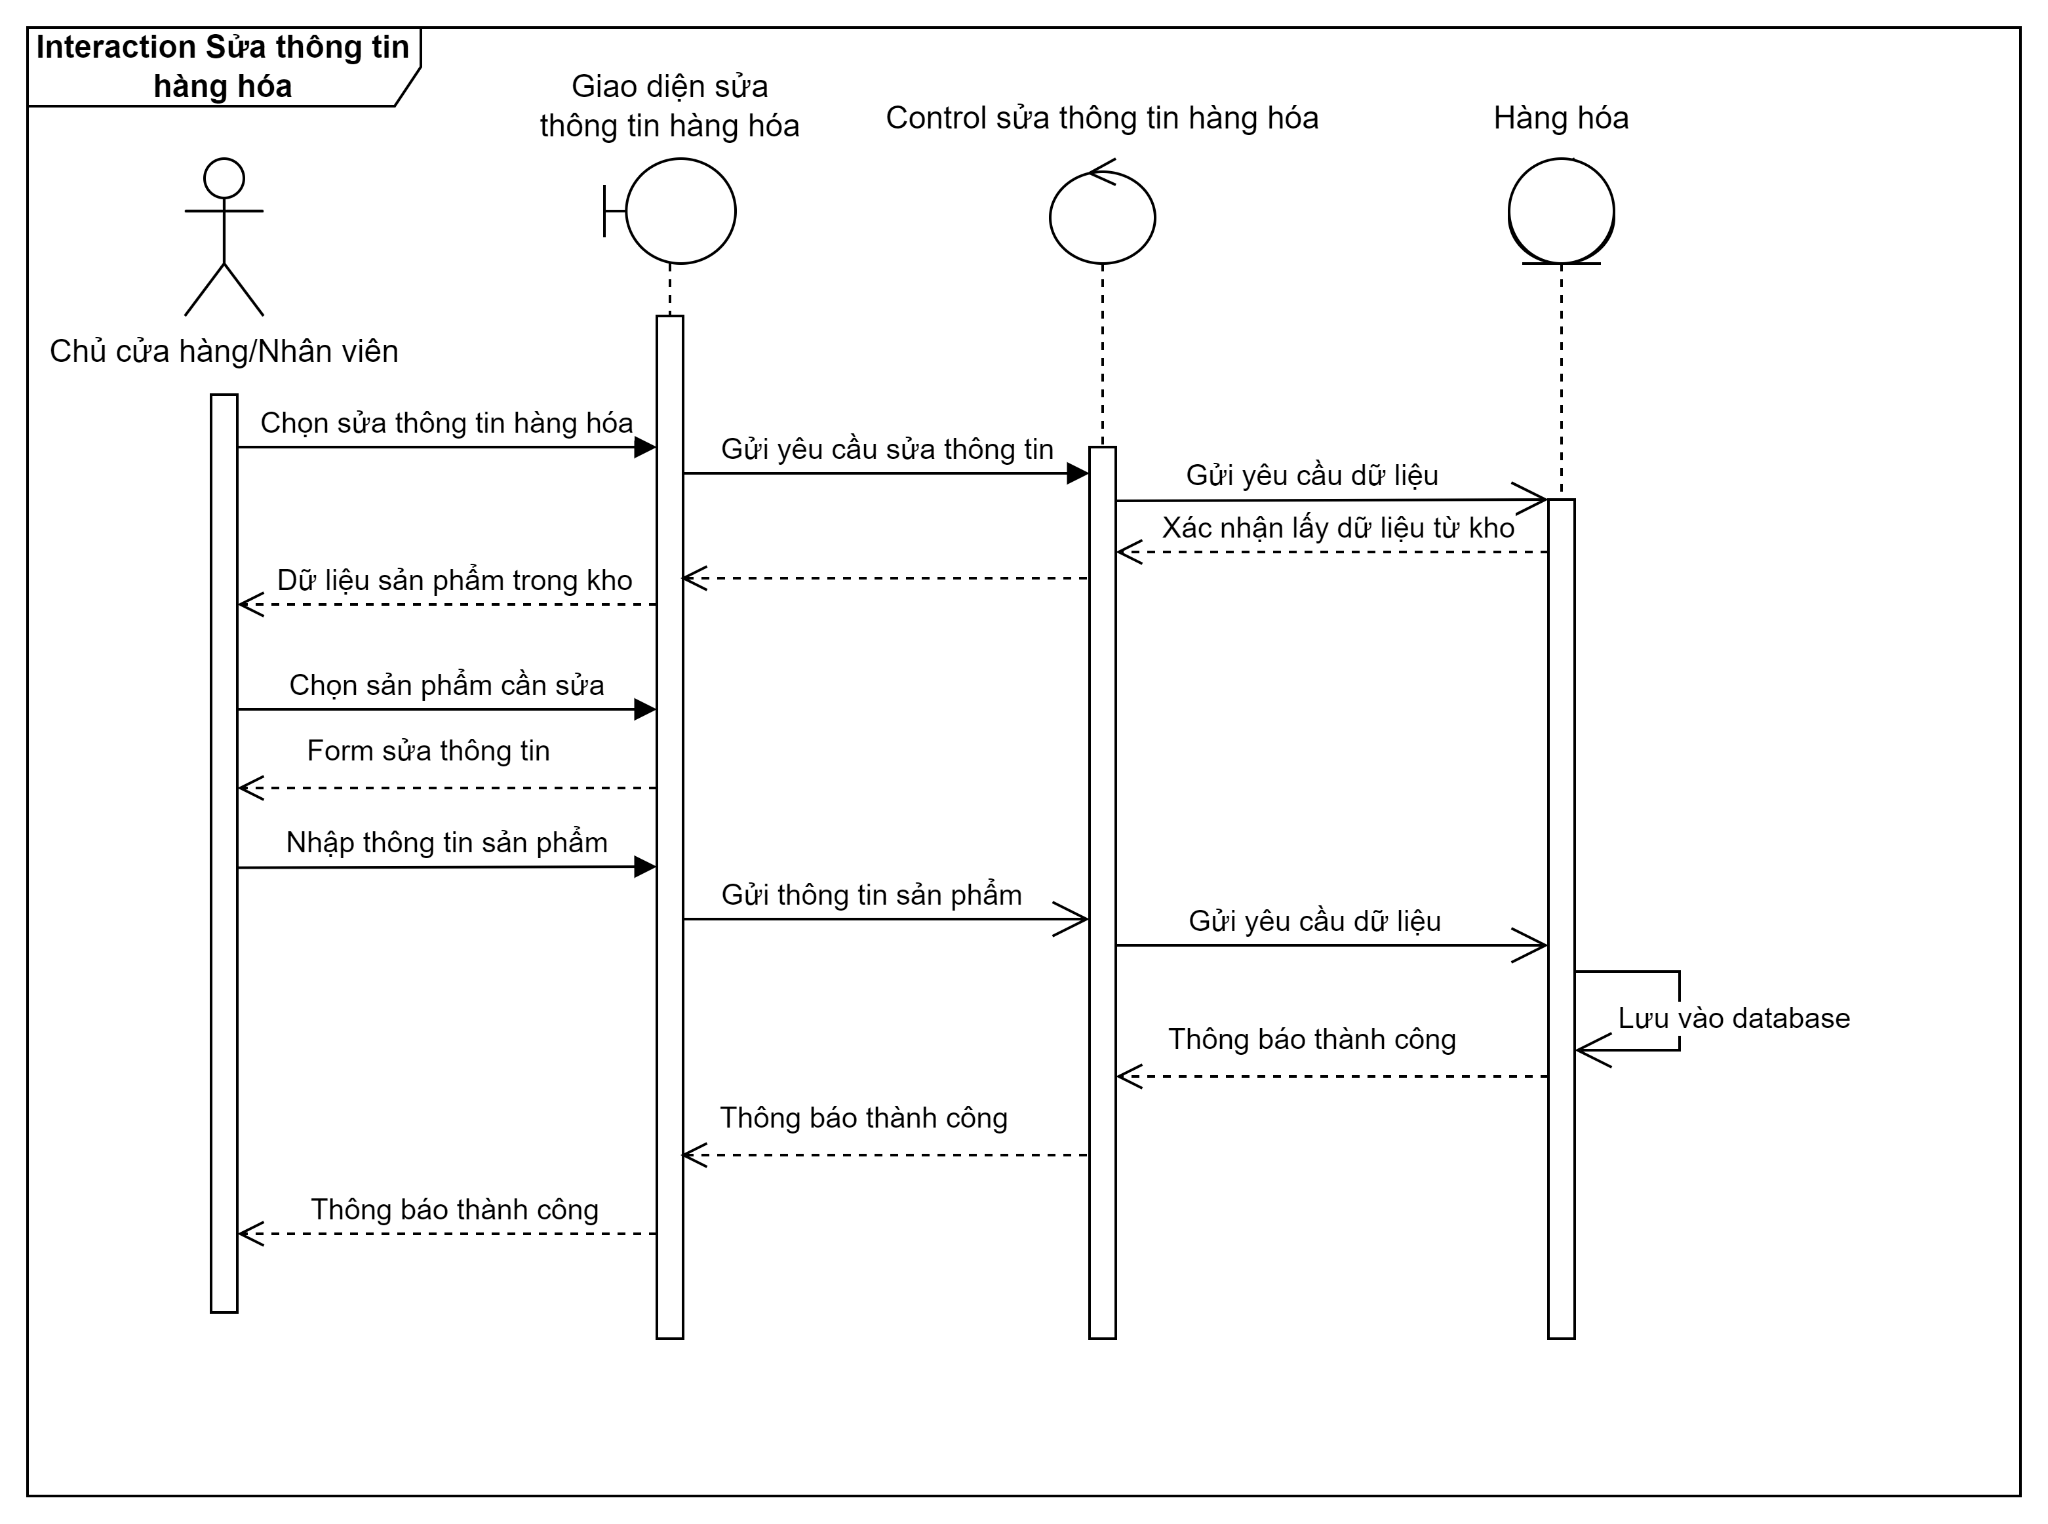 Interaction Sửa thông tin
hàng hóa
Giao diện sửa
thông tin hàng hóa
Control sửa thông tin hàng hóa
Hàng hóa
Chủ cửa hàng/Nhân viên
Chọn sửa thông tin hàng hóa
Gửi yêu cầu sửa thông tin
Gửi yêu cầu dữ liệu
Xác nhận lấy dữ liệu từ kho
Dữ liệu sản phẩm trong kho
Chọn sản phẩm cần sửa
Form sửa thông tin
Nhập thông tin sản phẩm
Gửi thông tin sản phẩm
Gửi yêu cầu dữ liệu
Lưu vào database
Thông báo thành công
Thông báo thành công
Thông báo thành công